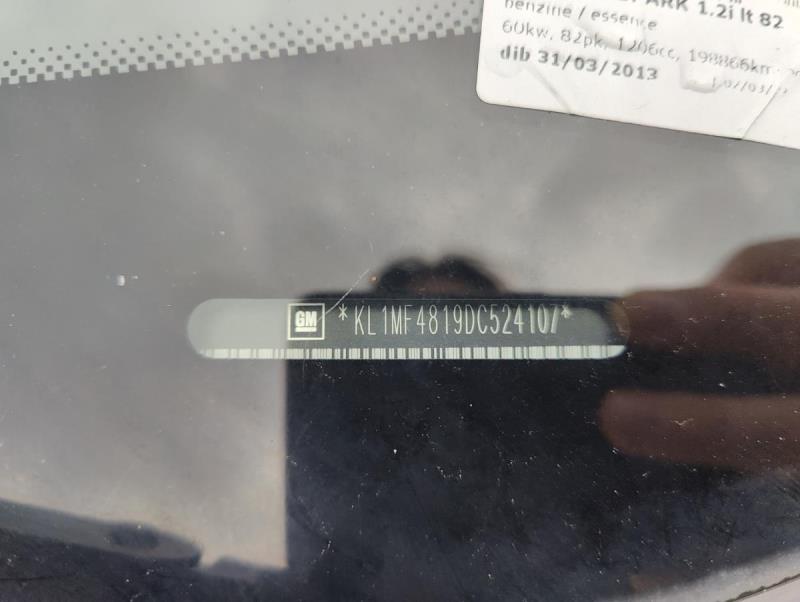 ARK 1.2i lt 82
benzine / essence
60kw, 82pk, 1206cc, 198866km
dib 31/03/2013
GM *KL1MF4819DC524107*